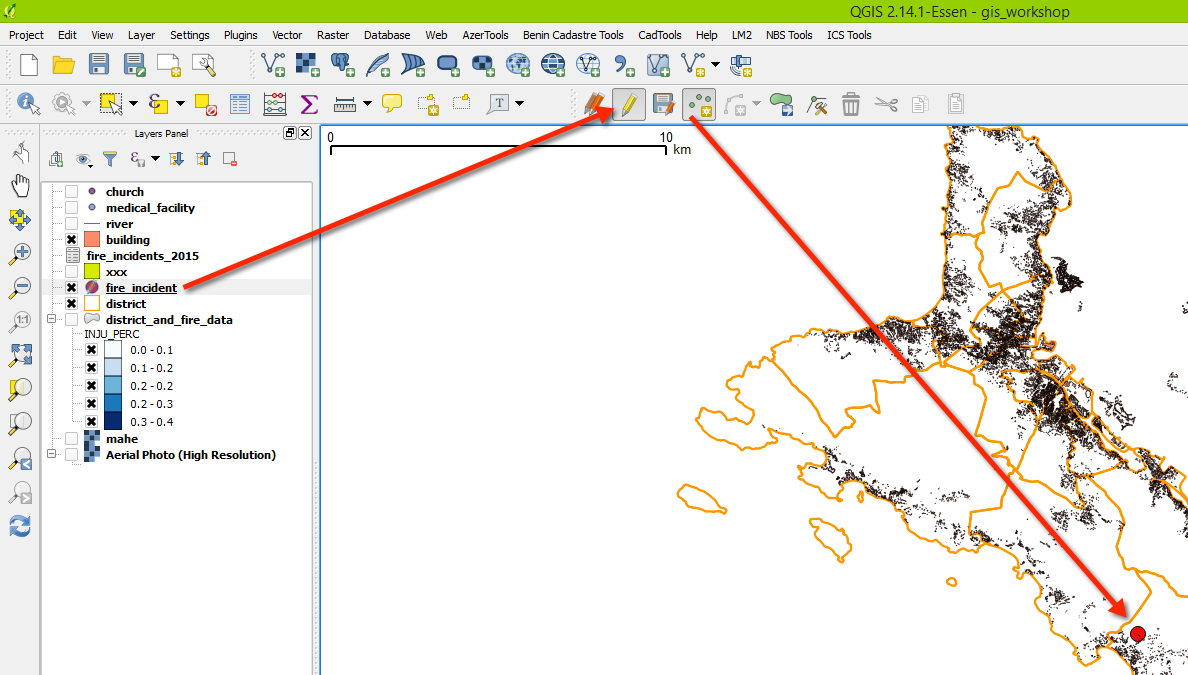 QGIS 2.14.1-Essen - gis_workshop
Project Edit View Layer Settings Plugins Vector Raster Database Web AzerTools Benin Cadastre Tools CadTools Help LM2 NBS Tools ICS Tools
T
Layers Panel
0 10
km
church
medical_facility
river
building
fire_incidents_2015
xxx
fire_incident
district
district_and_fire_data
INJU_PERC
0.0 - 0.1
0.1 - 0.2
0.2 - 0.2
0.2 - 0.3
0.3 - 0.4
mahe
Aerial Photo (High Resolution)
1:1